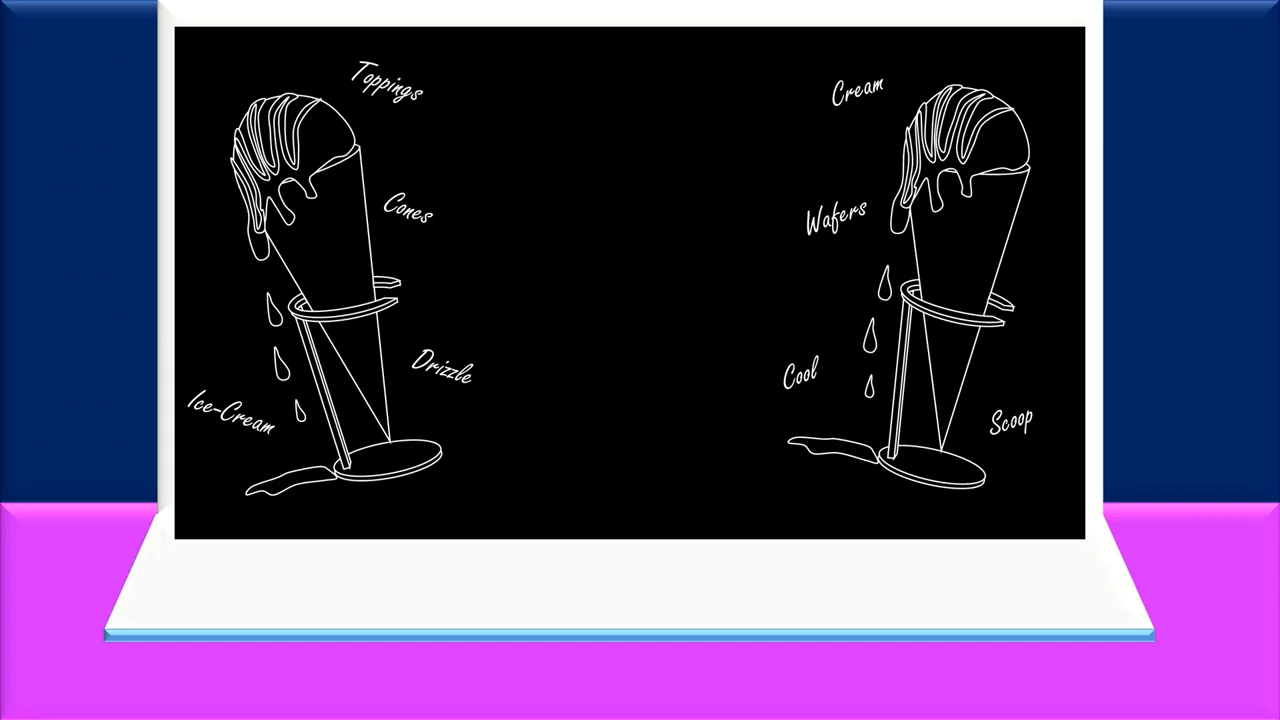 Toppings
Cream
Cones
Wafers
Drizzle
Cool
Ice-Cream
Scoop